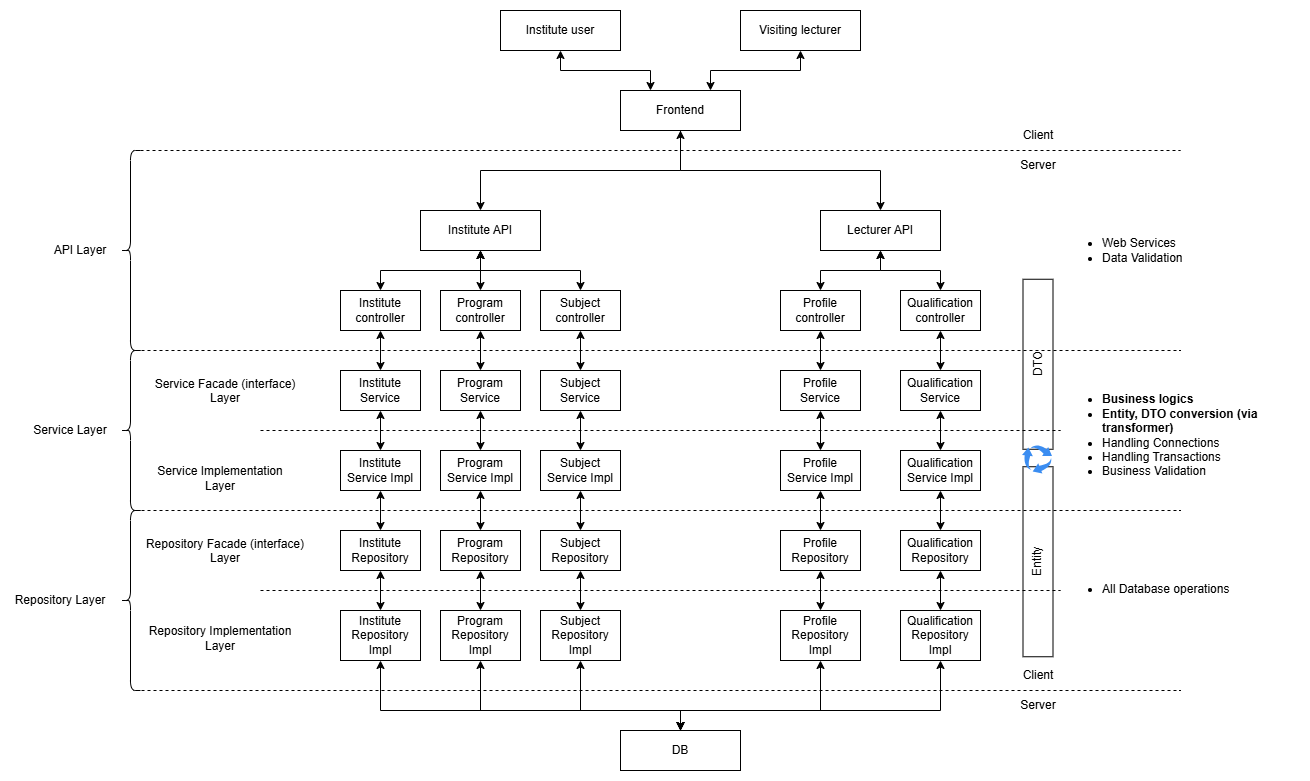 Institute user
Visiting lecturer
Frontend
Client
Server
API Layer
Institute API
Lecturer API
• Web Services
• Data Validation
Institute
controller
Program
controller
Subject
controller
Profile
controller
Qualification
controller
DTO
Service Layer
Service Facade (interface)
Layer
Institute
Service
Program
Service
Subject
Service
Profile
Service
Qualification
Service
• Business logics
• Entity, DTO conversion (via
transformer)
• Handling Connections
• Handling Transactions
• Business Validation
Service Implementation
Layer
Institute
Service Impl
Program
Service Impl
Subject
Service Impl
Profile
Service Impl
Qualification
Service Impl
Repository Layer
Repository Facade (interface)
Layer
Institute
Repository
Program
Repository
Subject
Repository
Profile
Repository
Qualification
Repository
Entity
• All Database operations
Repository Implementation
Layer
Institute
Repository
Impl
Program
Repository
Impl
Subject
Repository
Impl
Profile
Repository
Impl
Qualification
Repository
Impl
Client
Server
DB